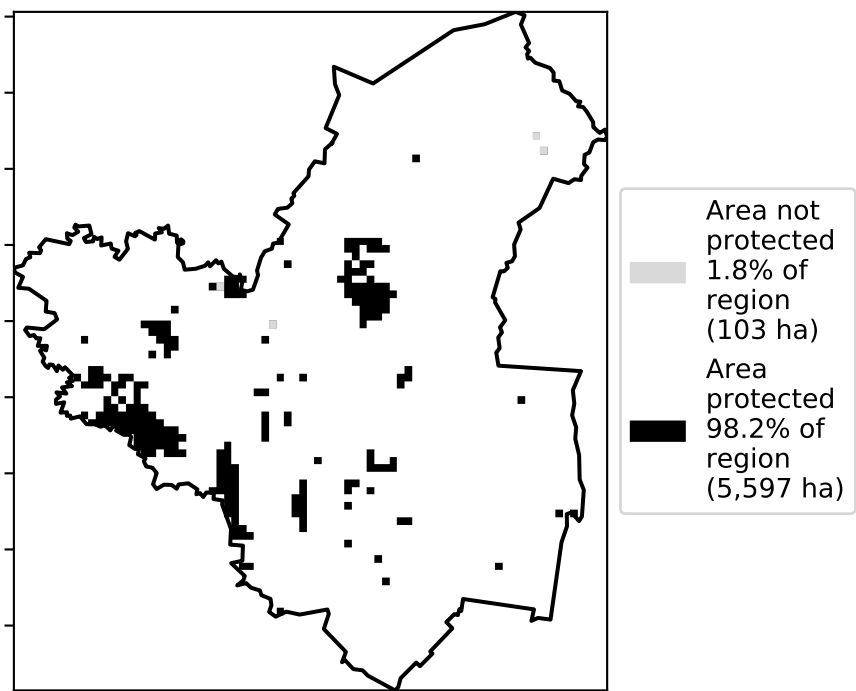 Area not
protected
1.8% of
region
(103 ha)
Area
protected
98.2% of
region
(5,597 ha)